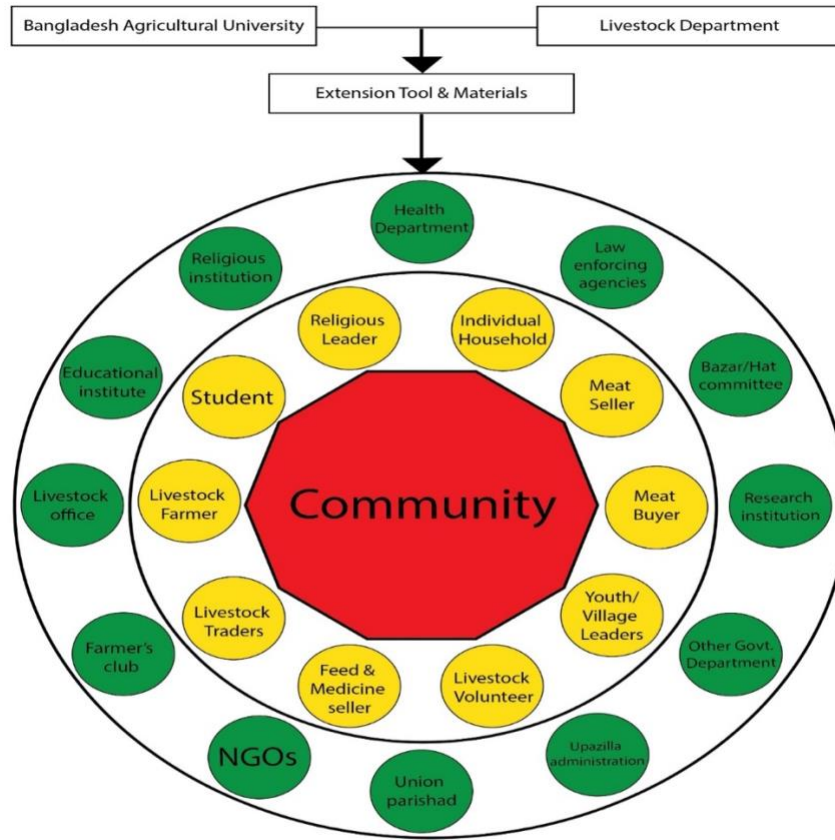 Bangladesh Agricultural University
Livestock Department
Extension Tool & Materials
Health
Department
Law
enforcing
agencies
Bazar/Hat
committee
Research
institution
Other Govt.
Department
Upazilla
administration
Union
parishad
NGOs
Farmer's
club
Livestock
office
Educational
institute
Religious
institution
Religious
Leader
Individual
Household
Meat
Seller
Meat
Buyer
Youth/
Village
Leaders
Livestock
Volunteer
Feed &
Medicine
seller
Livestock
Traders
Livestock
Farmer
Student
Community